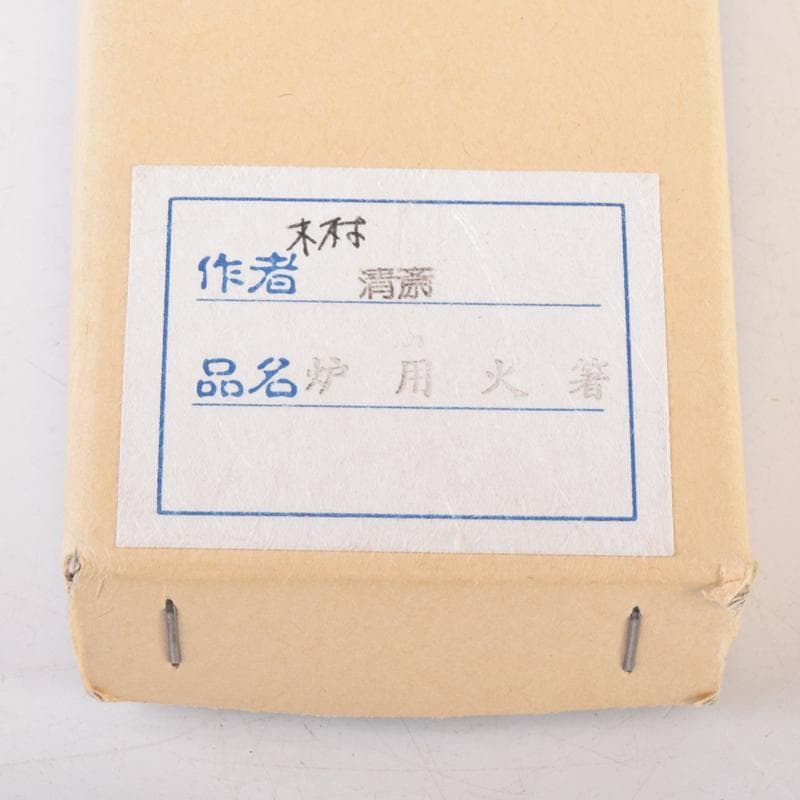 木村
作者 清斎
品名 炉用火箸